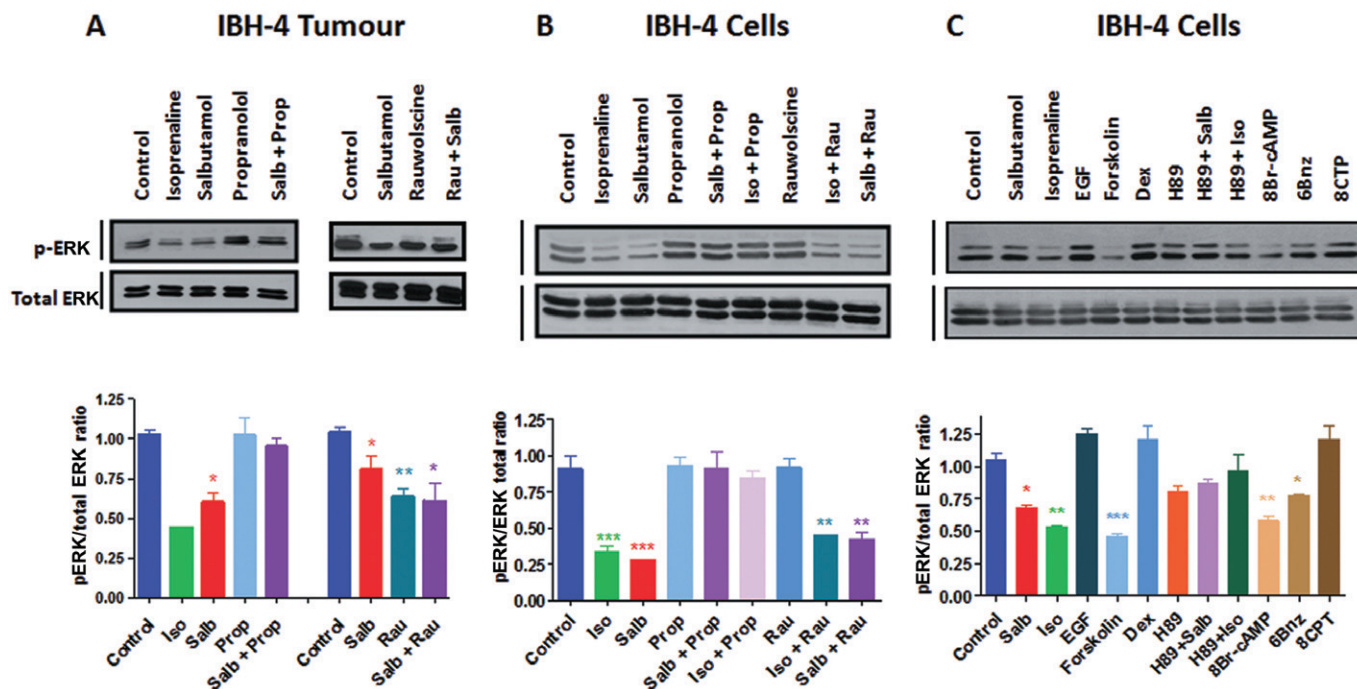 A IBH-4 Tumour
B IBH-4 Cells
C IBH-4 Cells
Control
Isoprenaline
Salbutamol
Propranolol
Salb + Prop
Control
Salbutamol
Rauwolscine
Rau + Salb
Control
Isoprenaline
Salbutamol
Propranolol
Salb + Prop
Iso + Prop
Rauwolscine
Iso + Rau
Salb + Rau
Control
Salbutamol
Isoprenaline
EGF
Forskolin
Dex
H89
H89 + Salb
H89 + Iso
8Br-cAMP
6Bnz
8CTP
p-ERK
Total ERK
pERK/total ERK ratio
1.25
1.00
0.75
0.50
0.25
0.00
*
*
**
*
Control
Iso
Salb
Prop
Salb + Prop
Control
Salb
Rau
Salb + Rau
pERK/ERK total ratio
1.25
1.00
0.75
0.50
0.25
0.00
***
***
**
**
Control
Iso
Salb
Prop
Salb + Prop
Iso + Prop
Rau
Iso + Rau
Salb + Rau
pERK/total ERK ratio
1.25
1.00
0.75
0.50
0.25
0.00
*
**
***
**
*
Control
Salb
Iso
EGF
Forskolin
Dex
H89
H89+Salb
H89+Iso
8Br-cAMP
6Bnz
8CPT